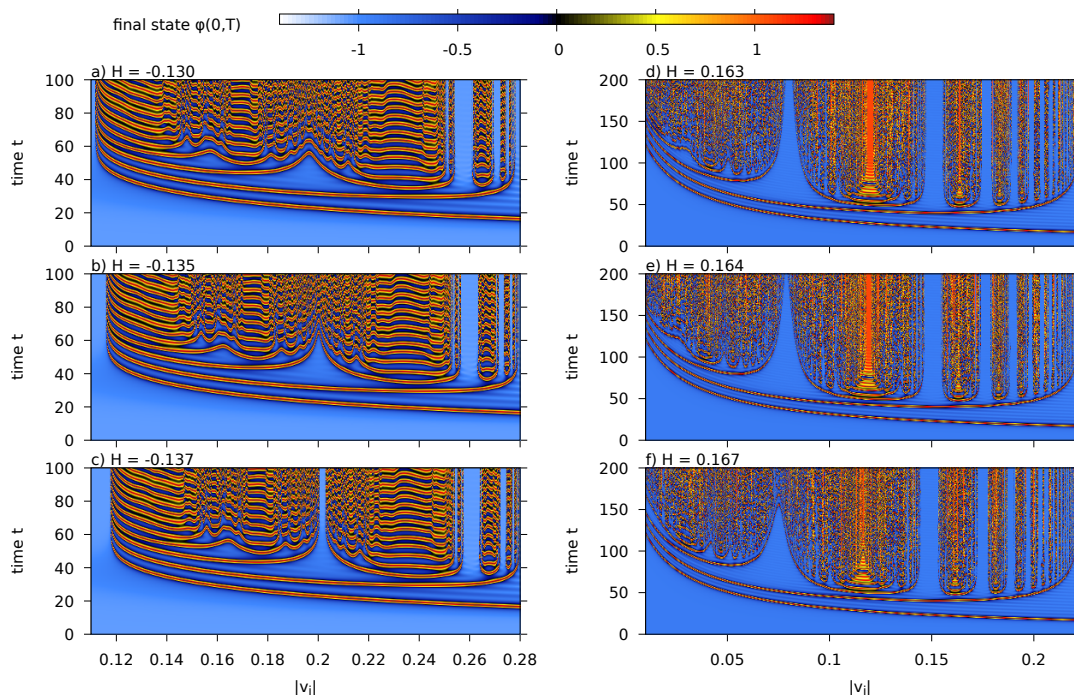 final state φ(0,T)
-1 -0.5 0 0.5 1
a) H = -0.130
time t
100
80
60
40
20
0
b) H = -0.135
time t
100
80
60
40
20
0
c) H = -0.137
time t
100
80
60
40
20
0
0.12 0.14 0.16 0.18 0.2 0.22 0.24 0.26 0.28
|vᵢ|
d) H = 0.163
time t
200
150
100
50
0
e) H = 0.164
time t
200
150
100
50
0
f) H = 0.167
time t
200
150
100
50
0
0.05 0.1 0.15 0.2
|vᵢ|